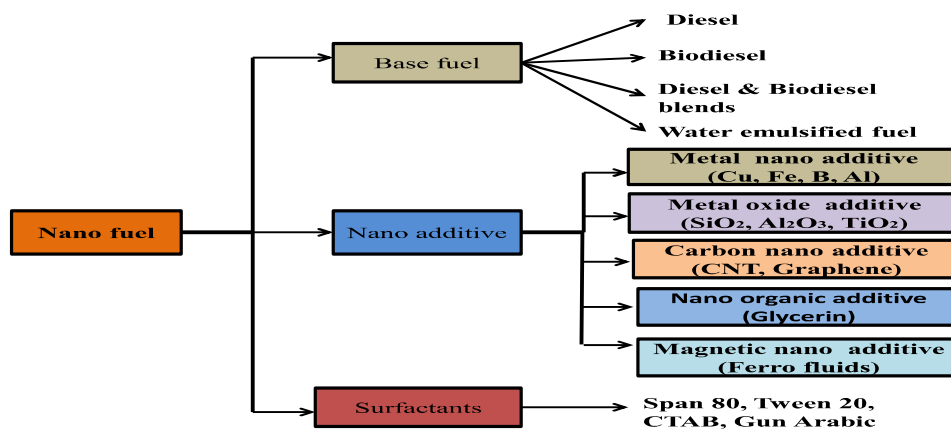 Diesel
Base fuel
Biodiesel
Diesel & Biodiesel
blends
Water emulsified fuel
Metal nano additive
(Cu, Fe, B, Al)
Metal oxide additive
(SiO₂, Al₂O₃, TiO₂)
Nano fuel
Nano additive
Carbon nano additive
(CNT, Graphene)
Nano organic additive
(Glycerin)
Magnetic nano additive
(Ferro fluids)
Surfactants
Span 80, Tween 20,
CTAB, Gun Arabic